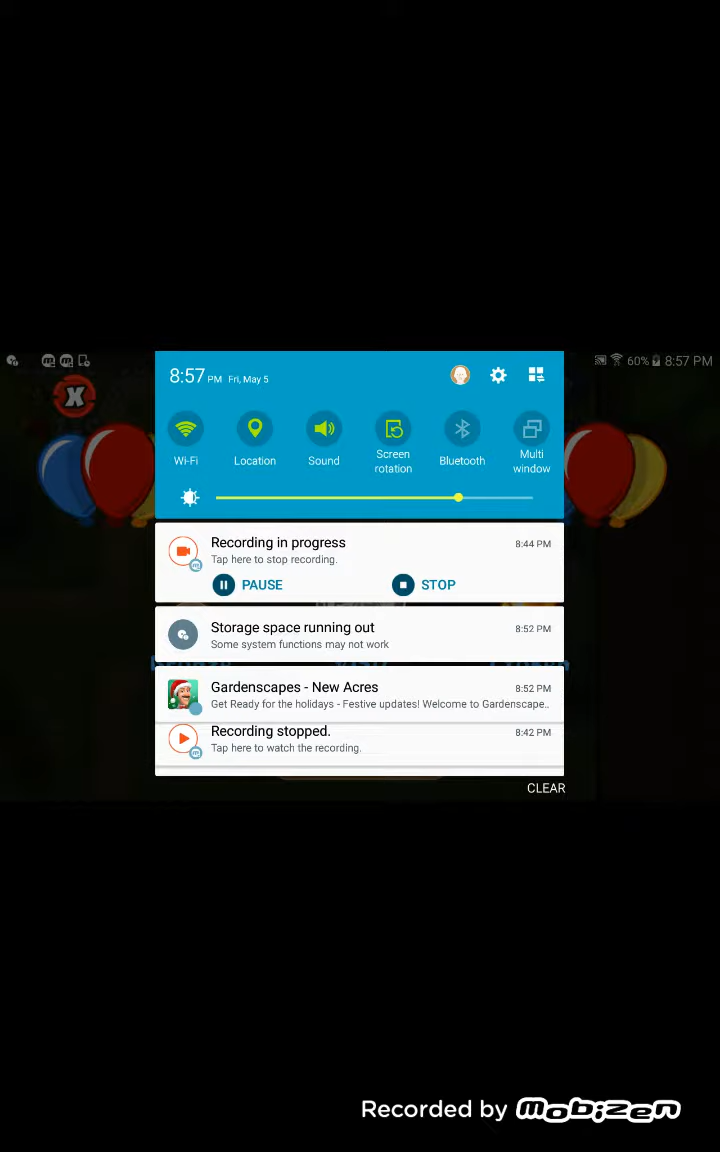 60% 8:57 PM
8:57 PM Fri, May 5
Wi-Fi
Location
Sound
Screen rotation
Bluetooth
Multi window
Recording in progress 8:44 PM
Tap here to stop recording.
PAUSE STOP
Storage space running out 8:52 PM
Some system functions may not work
Gardenscapes - New Acres 8:52 PM
Get Ready for the holidays - Festive updates! Welcome to Gardenscape..
Recording stopped. 8:42 PM
Tap here to watch the recording.
CLEAR
Recorded by mobizen